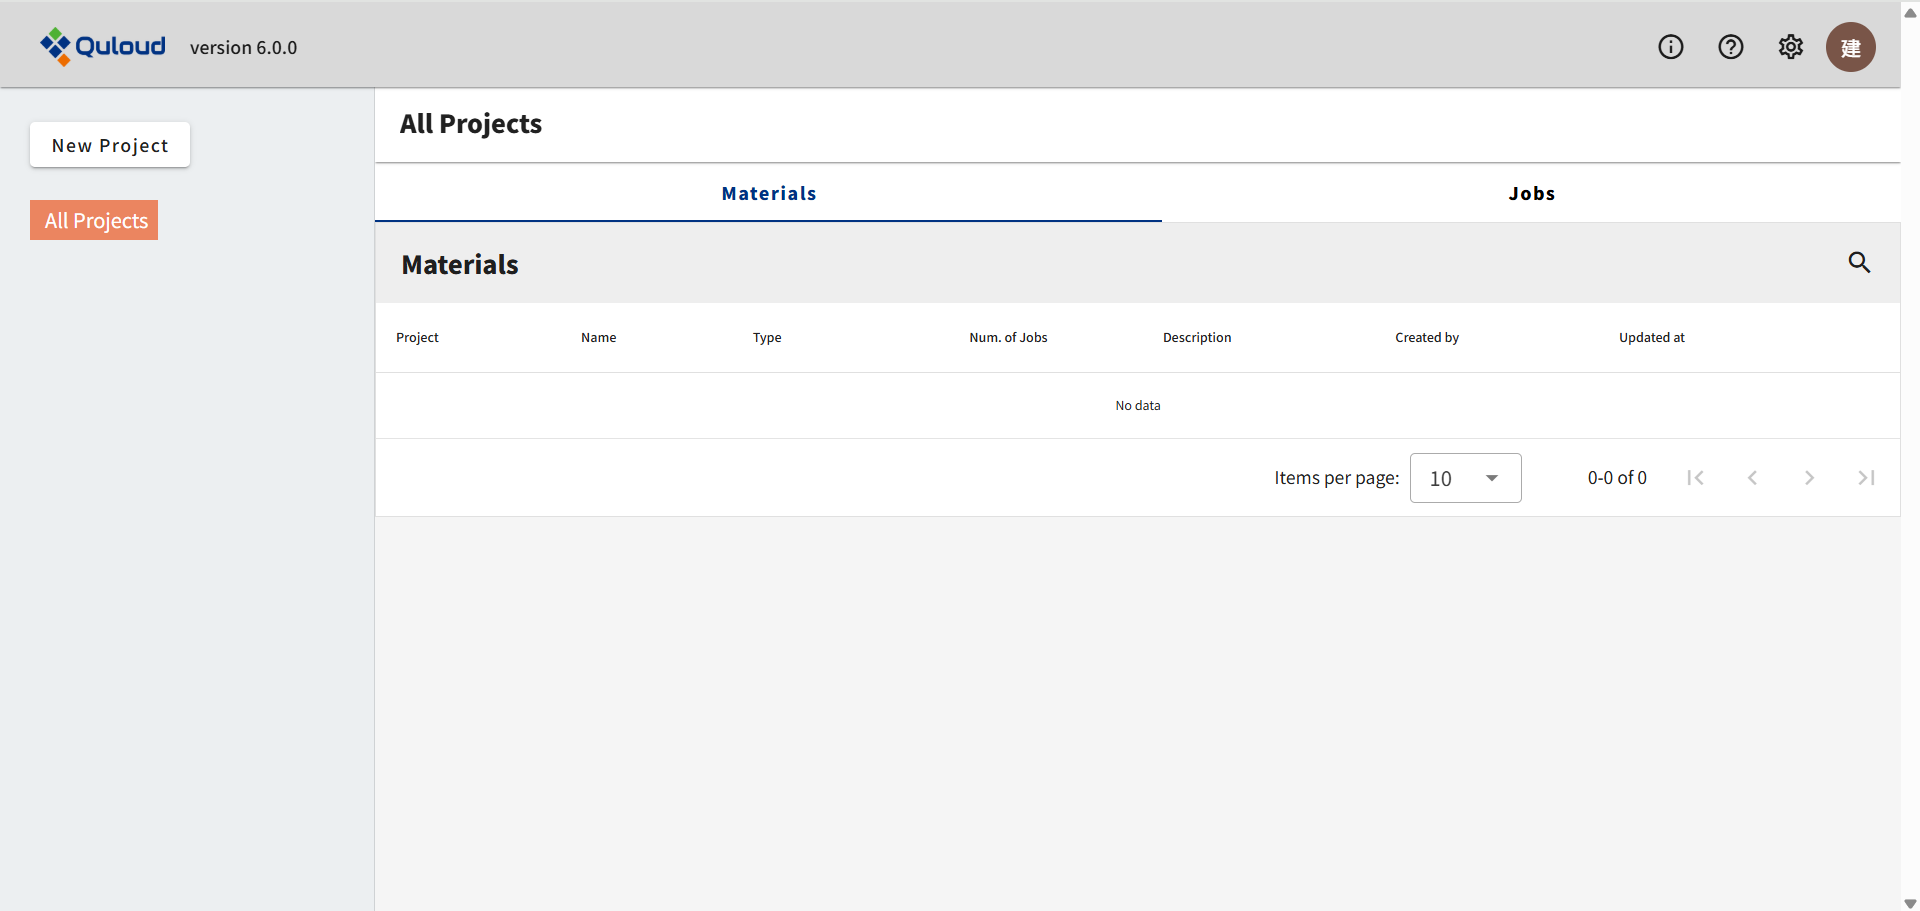 Quloud version 6.0.0 建
New Project
All Projects
All Projects
Materials Jobs
Materials
Project Name Type Num. of Jobs Description Created by Updated at
No data
Items per page: 10 0-0 of 0